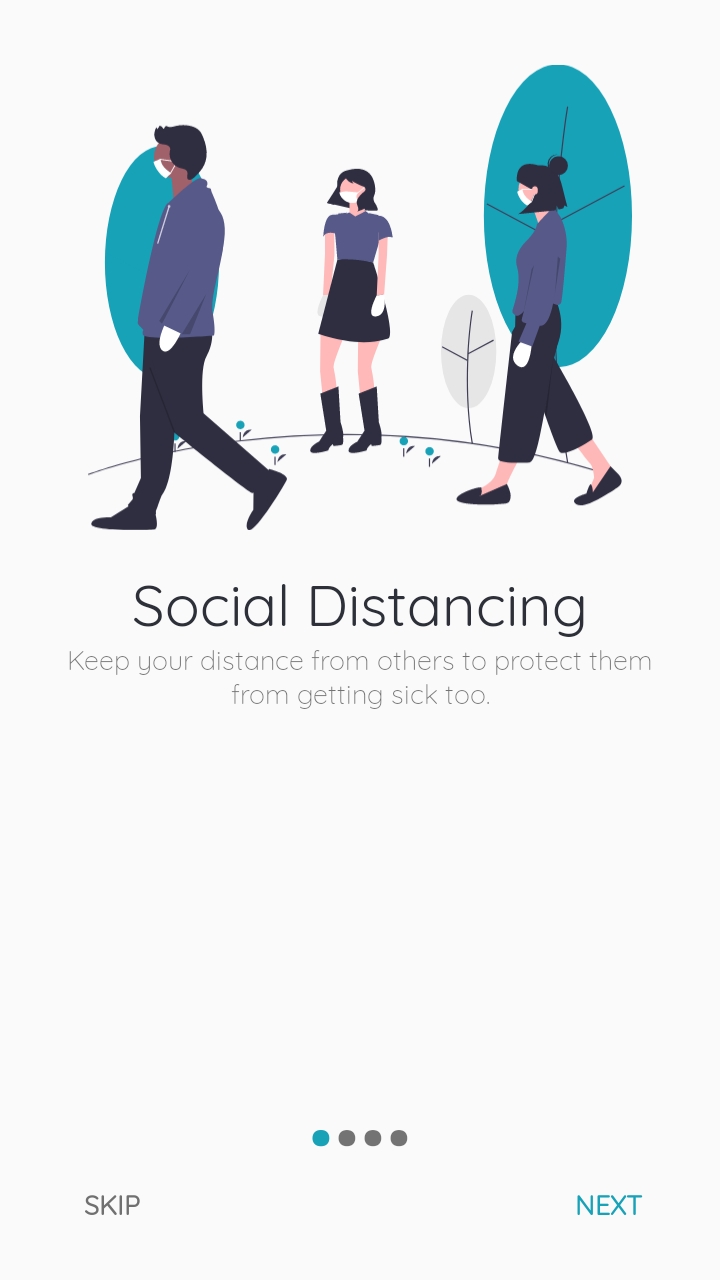 Social Distancing
Keep your distance from others to protect them
from getting sick too.
SKIP
NEXT